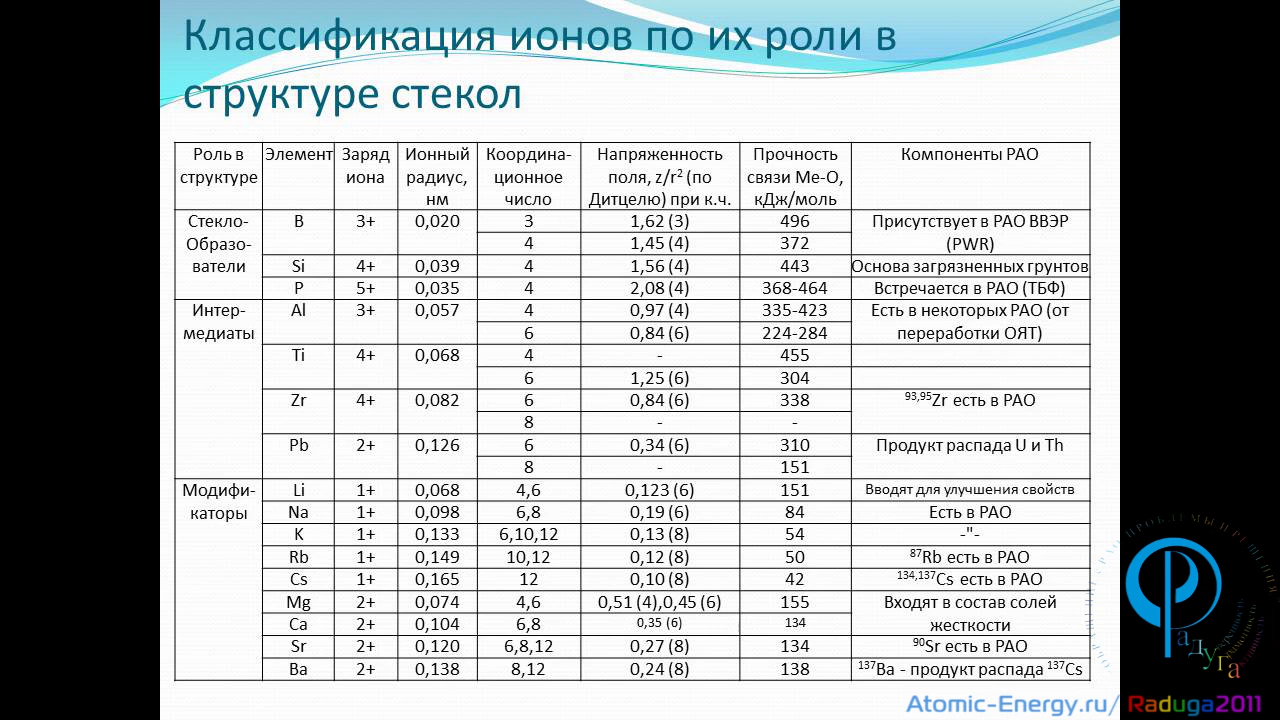 Классификация ионов по их роли в
структуре стекол
Роль в структуре Элемент Заряд иона Ионный радиус, нм Координа-ционное число Напряженность поля, z/r² (по Дитцелю) при к.ч. Прочность связи Ме-О, кДж/моль Компоненты РАО
Стекло-Образо-ватели B 3+ 0,020 3 1,62 (3) 496 Присутствует в РАО ВВЭР (PWR)
4 1,45 (4) 372
Si 4+ 0,039 4 1,56 (4) 443 Основа загрязненных грунтов
P 5+ 0,035 4 2,08 (4) 368-464 Встречается в РАО (ТБФ)
Интер-медиаты Al 3+ 0,057 4 0,97 (4) 335-423 Есть в некоторых РАО (от переработки ОЯТ)
6 0,84 (6) 224-284
Ti 4+ 0,068 4 - 455
6 1,25 (6) 304
Zr 4+ 0,082 6 0,84 (6) 338 93,95Zr есть в РАО
8 - -
Pb 2+ 0,126 6 0,34 (6) 310 Продукт распада U и Th
8 - 151
Модифи-каторы Li 1+ 0,068 4,6 0,123 (6) 151 Вводят для улучшения свойств
Na 1+ 0,098 6,8 0,19 (6) 84 Есть в РАО
K 1+ 0,133 6,10,12 0,13 (8) 54 -"-
Rb 1+ 0,149 10,12 0,12 (8) 50 87Rb есть в РАО
Cs 1+ 0,165 12 0,10 (8) 42 134,137Cs есть в РАО
Mg 2+ 0,074 4,6 0,51 (4),0,45 (6) 155 Входят в состав солей жесткости
Ca 2+ 0,104 6,8 0,35 (6) 134
Sr 2+ 0,120 6,8,12 0,27 (8) 134 90Sr есть в РАО
Ba 2+ 0,138 8,12 0,24 (8) 138 137Ba - продукт распада 137Cs
Радуга
Atomic-Energy.ru/ Raduga2011